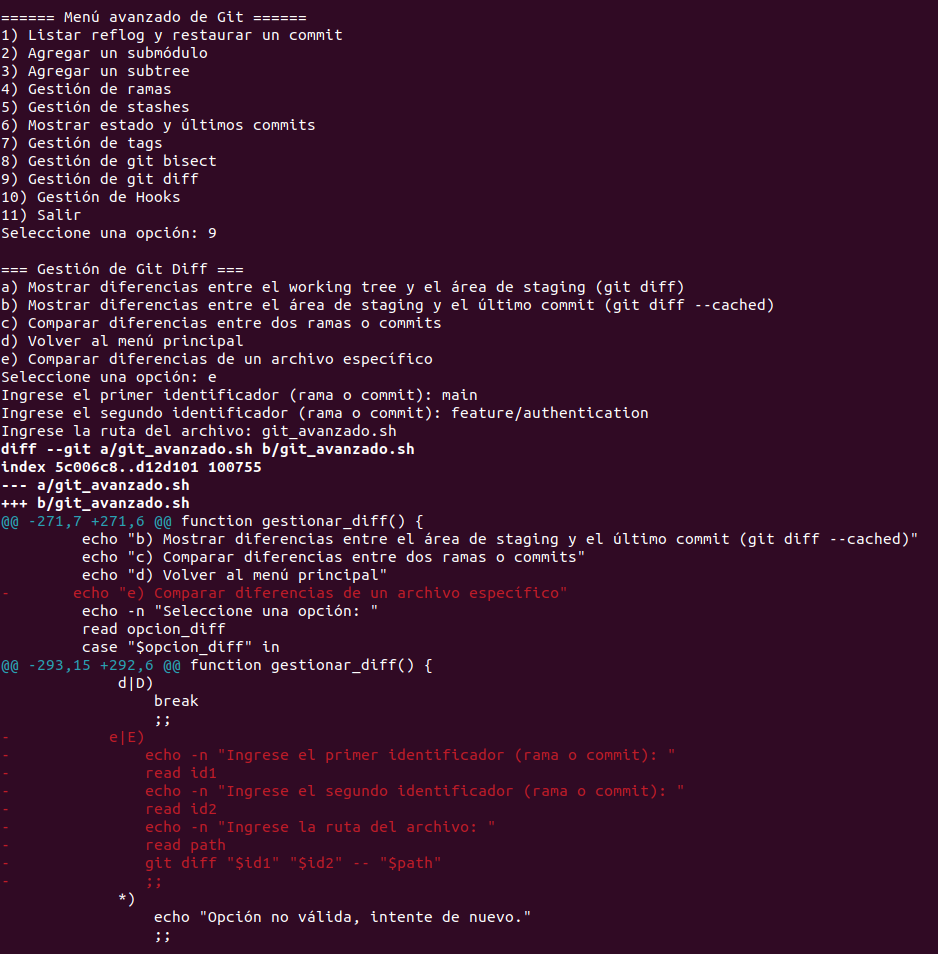 ====== Menú avanzado de Git ======
1) Listar reflog y restaurar un commit
2) Agregar un submódulo
3) Agregar un subtree
4) Gestión de ramas
5) Gestión de stashes
6) Mostrar estado y últimos commits
7) Gestión de tags
8) Gestión de git bisect
9) Gestión de git diff
10) Gestión de Hooks
11) Salir
Seleccione una opción: 9

=== Gestión de Git Diff ===
a) Mostrar diferencias entre el working tree y el área de staging (git diff)
b) Mostrar diferencias entre el área de staging y el último commit (git diff --cached)
c) Comparar diferencias entre dos ramas o commits
d) Volver al menú principal
e) Comparar diferencias de un archivo específico
Seleccione una opción: e
Ingrese el primer identificador (rama o commit): main
Ingrese el segundo identificador (rama o commit): feature/authentication
Ingrese la ruta del archivo: git_avanzado.sh
diff --git a/git_avanzado.sh b/git_avanzado.sh
index 5c006c8..d12d101 100755
--- a/git_avanzado.sh
+++ b/git_avanzado.sh
@@ -271,7 +271,6 @@ function gestionar_diff() {
         echo "b) Mostrar diferencias entre el área de staging y el último commit (git diff --cached)"
         echo "c) Comparar diferencias entre dos ramas o commits"
         echo "d) Volver al menú principal"
-       echo "e) Comparar diferencias de un archivo específico"
         echo -n "Seleccione una opción: "
         read opcion_diff
         case "$opcion_diff" in
@@ -293,15 +292,6 @@ function gestionar_diff() {
             d|D)
                 break
                 ;;
-           e|E)
-               echo -n "Ingrese el primer identificador (rama o commit): "
-               read id1
-               echo -n "Ingrese el segundo identificador (rama o commit): "
-               read id2
-               echo -n "Ingrese la ruta del archivo: "
-               read path
-               git diff "$id1" "$id2" -- "$path"
-               ;;
             *)
                 echo "Opción no válida, intente de nuevo."
                 ;;